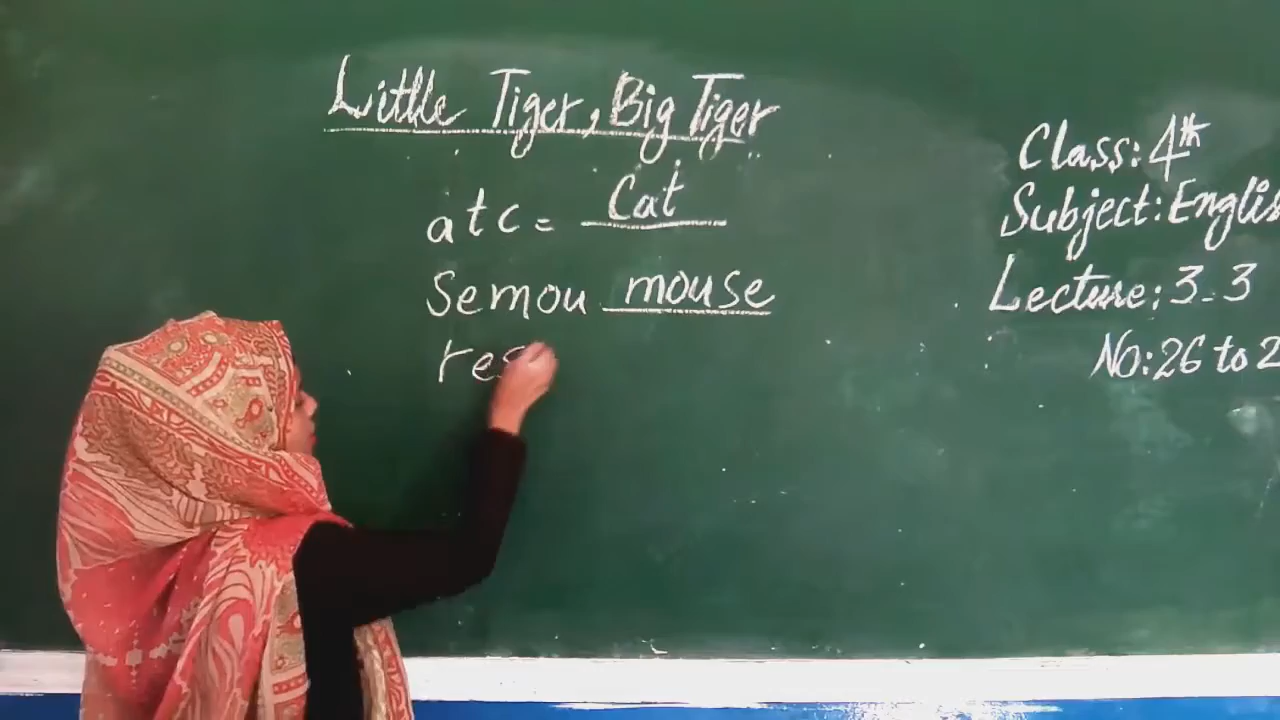 Little Tiger, Big Tiger
atc = Cat
Semou mouse
res
Class: 4th
Subject: Englis
Lecture: 3-3
NO: 26 to 2